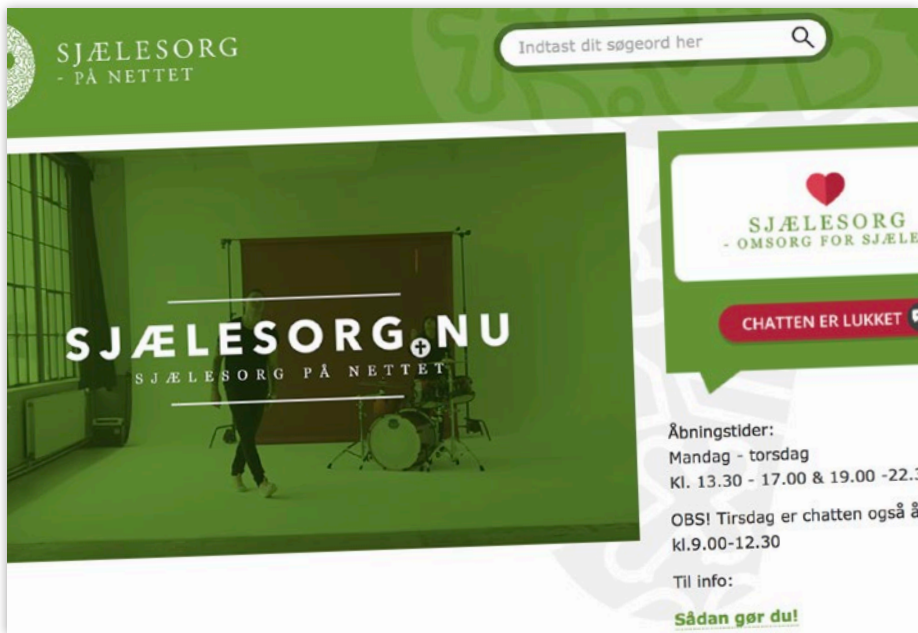 SJÆLESORG
- PÅ NETTET
Indtast dit søgeord her
SJÆLESORG.NU
SJÆLESORG PÅ NETTET
SJÆLESORG
- OMSORG FOR
CHATTEN ER LUKKET
Åbningstider:
Mandag - torsdag
Kl. 13.30 - 17.00 & 19.00 -
OBS! Tirsdag er chatten også
kl.9.00-12.30
Til info:
Sådan gør du!